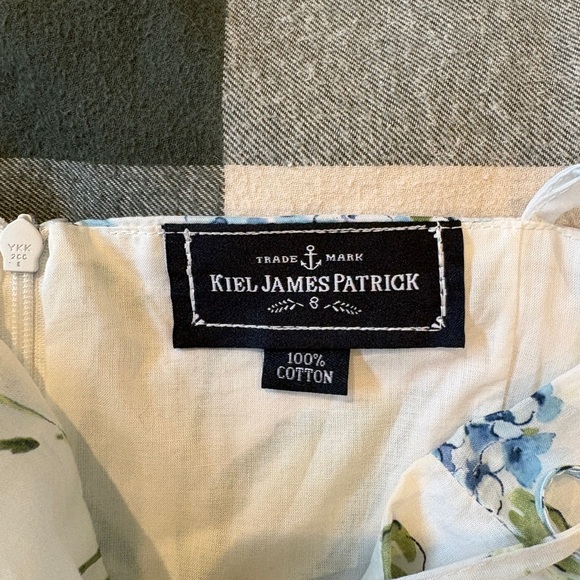 TRADE MARK
KIEL JAMES PATRICK
8
100%
COTTON
YKK